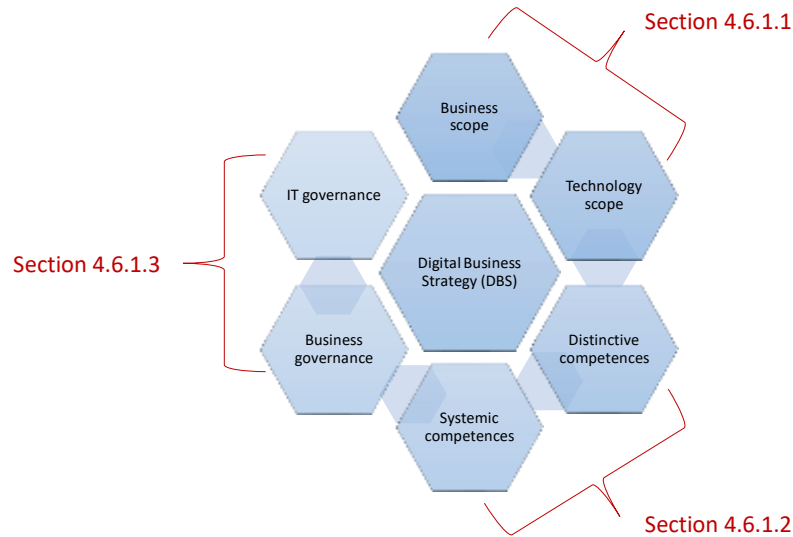 Section 4.6.1.1
Business
scope
IT governance
Technology
scope
Digital Business
Strategy (DBS)
Section 4.6.1.3
Business
governance
Distinctive
competences
Systemic
competences
Section 4.6.1.2